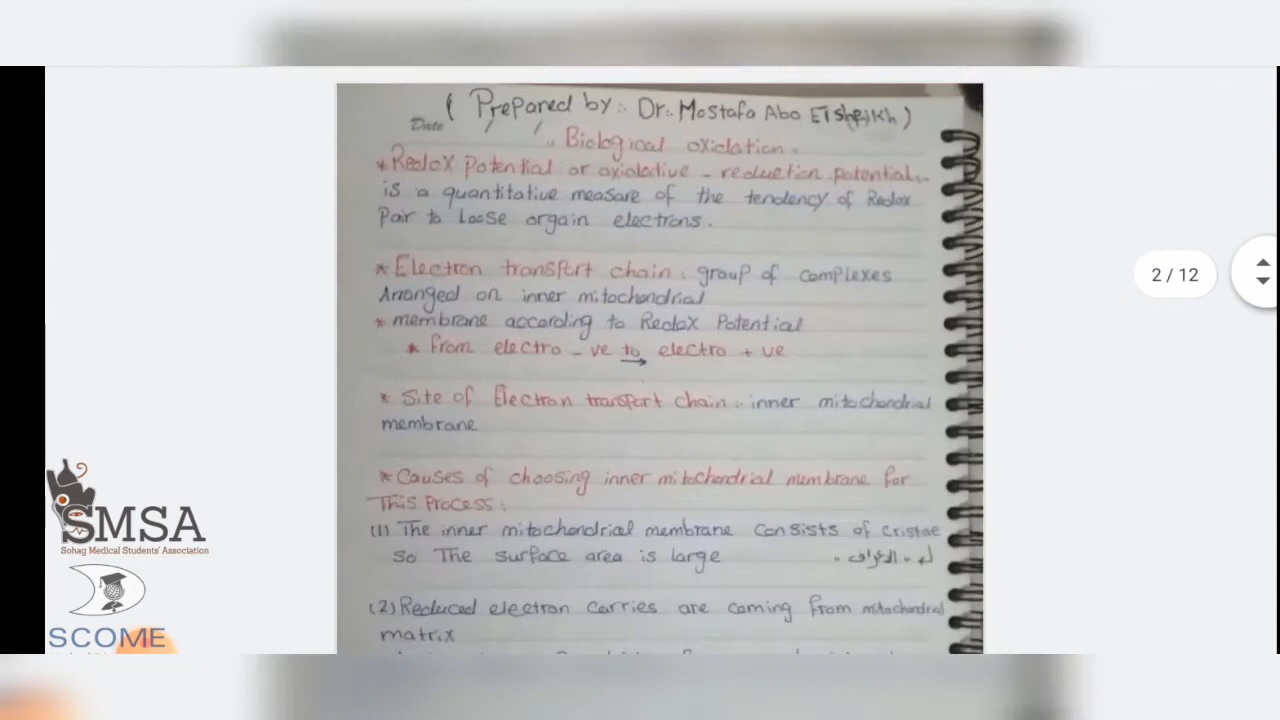 ( Prepared by:- Dr:- Mostafa Abo El sheikh )
Date
Biological oxidation -
* Redox Potential or oxidative - reduction potential:-
is a quantitative measure of the tendency of Redox
Pair to Loose orgain electrons.
* Electron transport chain: group of complexes
Arranged on inner mitochondrial
* membrane according to Redox Potential
* from electro - ve to electro + ve
→
* Site of Electron transport chain: inner mitochondrial
membrane
* Causes of choosing inner mitochondrial membrane for
This Process:
(1) The inner mitochondrial membrane Consists of cristae
so The surface area is large
(2) Reduced electron carries are coming from mitochondrial
matrix
2 / 12
SMSA
Sohag Medical Students' Association
SCOME